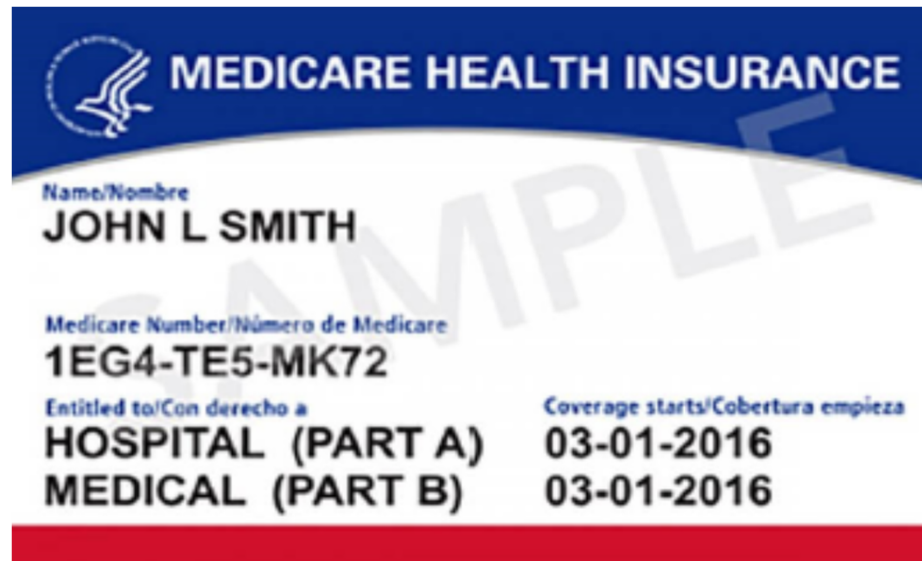 MEDICARE HEALTH INSURANCE
SAMPLE
Name/Nombre
JOHN L SMITH
Medicare Number/Número de Medicare
1EG4-TE5-MK72
Entitled to/Con derecho a Coverage starts/Cobertura empieza
HOSPITAL (PART A) 03-01-2016
MEDICAL (PART B) 03-01-2016